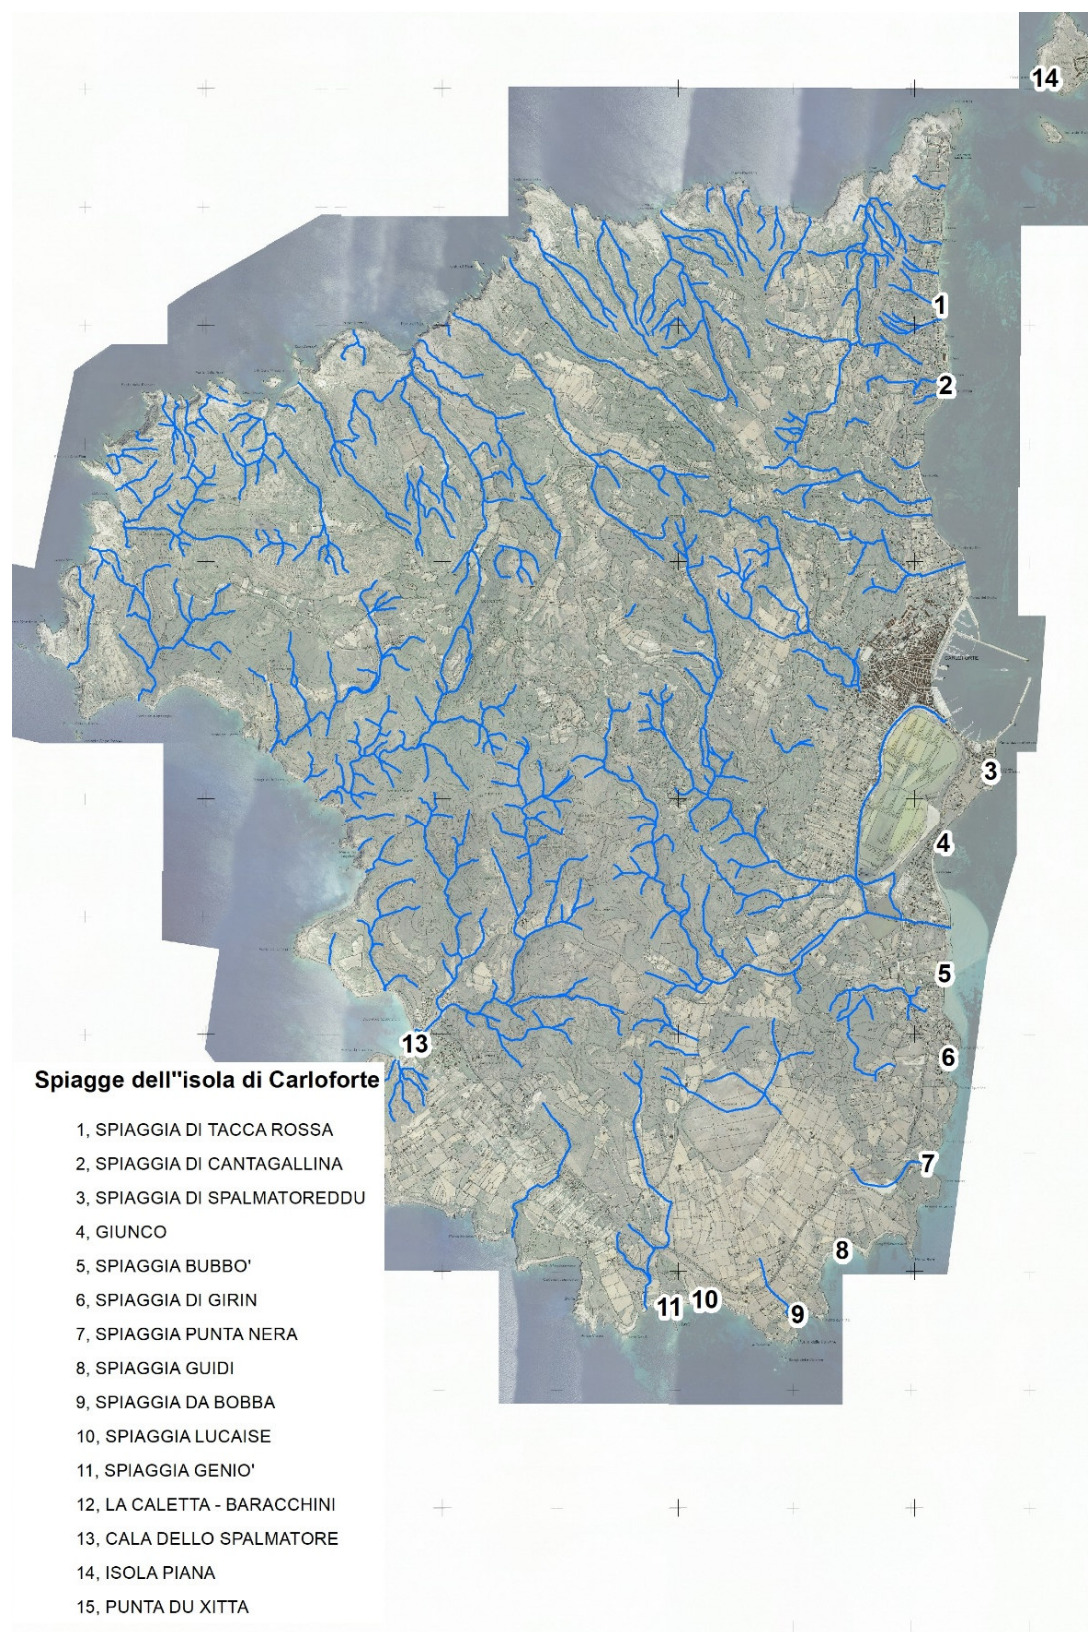 14
1
2
CARLOFORTE
3
4
5
6
7
8
9
10
11
13
Spiagge dell"isola di Carloforte
1, SPIAGGIA DI TACCA ROSSA
2, SPIAGGIA DI CANTAGALLINA
3, SPIAGGIA DI SPALMATOREDDU
4, GIUNCO
5, SPIAGGIA BUBBO'
6, SPIAGGIA DI GIRIN
7, SPIAGGIA PUNTA NERA
8, SPIAGGIA GUIDI
9, SPIAGGIA DA BOBBA
10, SPIAGGIA LUCAISE
11, SPIAGGIA GENIO'
12, LA CALETTA - BARACCHINI
13, CALA DELLO SPALMATORE
14, ISOLA PIANA
15, PUNTA DU XITTA